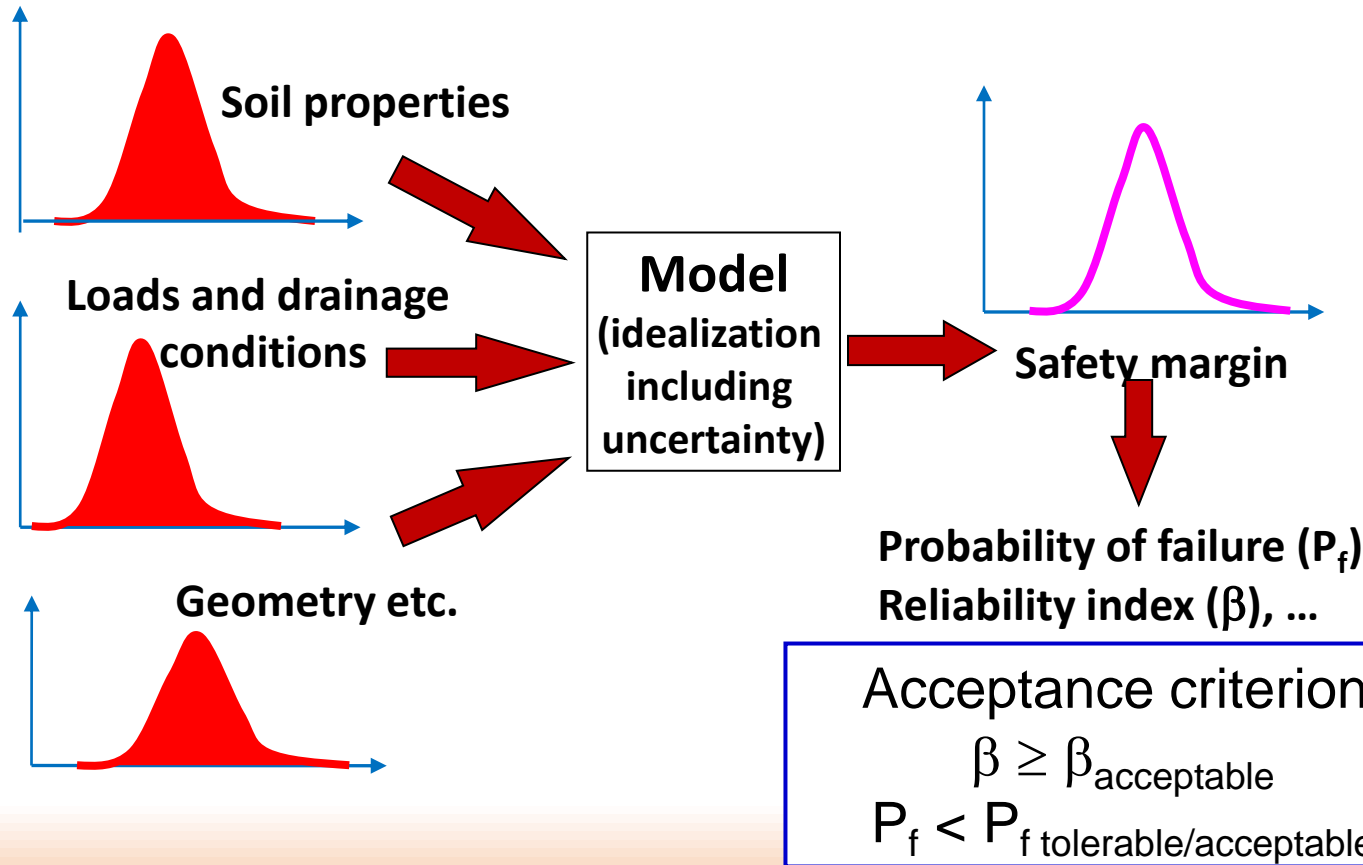 Soil properties
Loads and drainage
conditions
Geometry etc.
Model
(idealization
including
uncertainty)
Safety margin
Probability of failure (Pf)
Reliability index (β), ...
Acceptance criterion
β ≥ βacceptable
Pf < Pf tolerable/acceptable